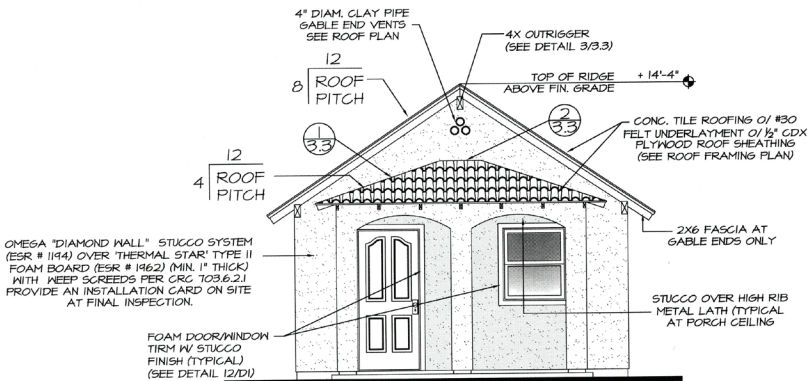 4" DIAM. CLAY PIPE
GABLE END VENTS
SEE ROOF PLAN
4X OUTRIGGER
(SEE DETAIL 3/3.3)
12
8
ROOF
PITCH
TOP OF RIDGE
ABOVE FIN. GRADE
+ 14'-4"
1
3.3
2
3.3
CONC. TILE ROOFING O/ #30
FELT UNDERLAYMENT O/ ½" CDX
PLYWOOD ROOF SHEATHING
(SEE ROOF FRAMING PLAN)
12
4
ROOF
PITCH
2X6 FASCIA AT
GABLE ENDS ONLY
OMEGA "DIAMOND WALL" STUCCO SYSTEM
(ESR # 1194) OVER 'THERMAL STAR' TYPE II
FOAM BOARD (ESR # 1962) (MIN. 1" THICK)
WITH WEEP SCREEDS PER CRC 703.6.2.1
PROVIDE AN INSTALLATION CARD ON SITE
AT FINAL INSPECTION.
STUCCO OVER HIGH RIB
METAL LATH (TYPICAL
AT PORCH CEILING
FOAM DOOR/WINDOW
TIRM W/ STUCCO
FINISH (TYPICAL)
(SEE DETAIL 12/D1)